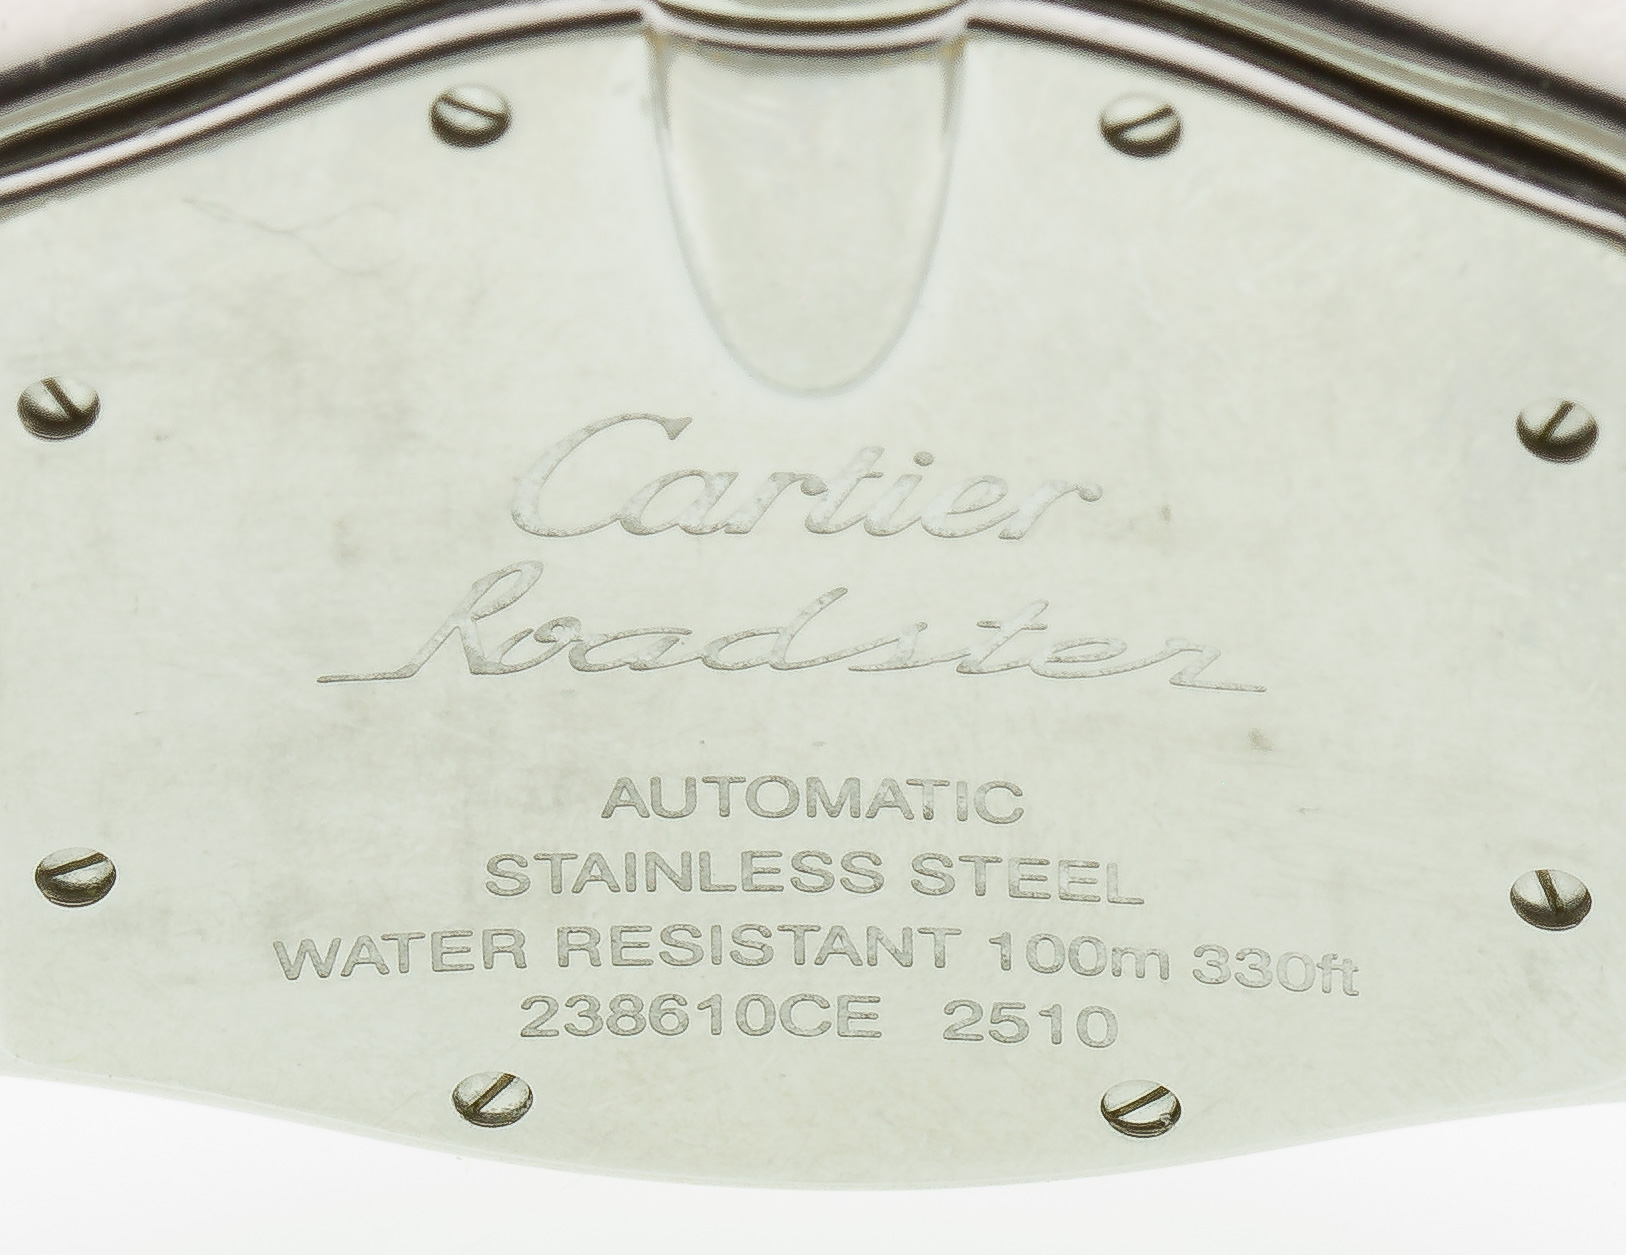 Cartier
Roadster
AUTOMATIC
STAINLESS STEEL
WATER RESISTANT 100m 330ft
238610CE 2510